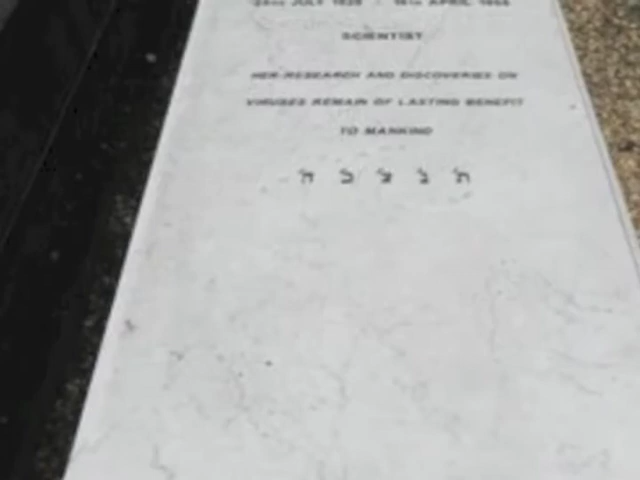 JULY APRIL
SCIENTIST
HER RESEARCH AND DISCOVERIES ON
VIRUSES REMAIN OF LASTING BENEFIT
TO MANKIND
ת נ צ ב ה